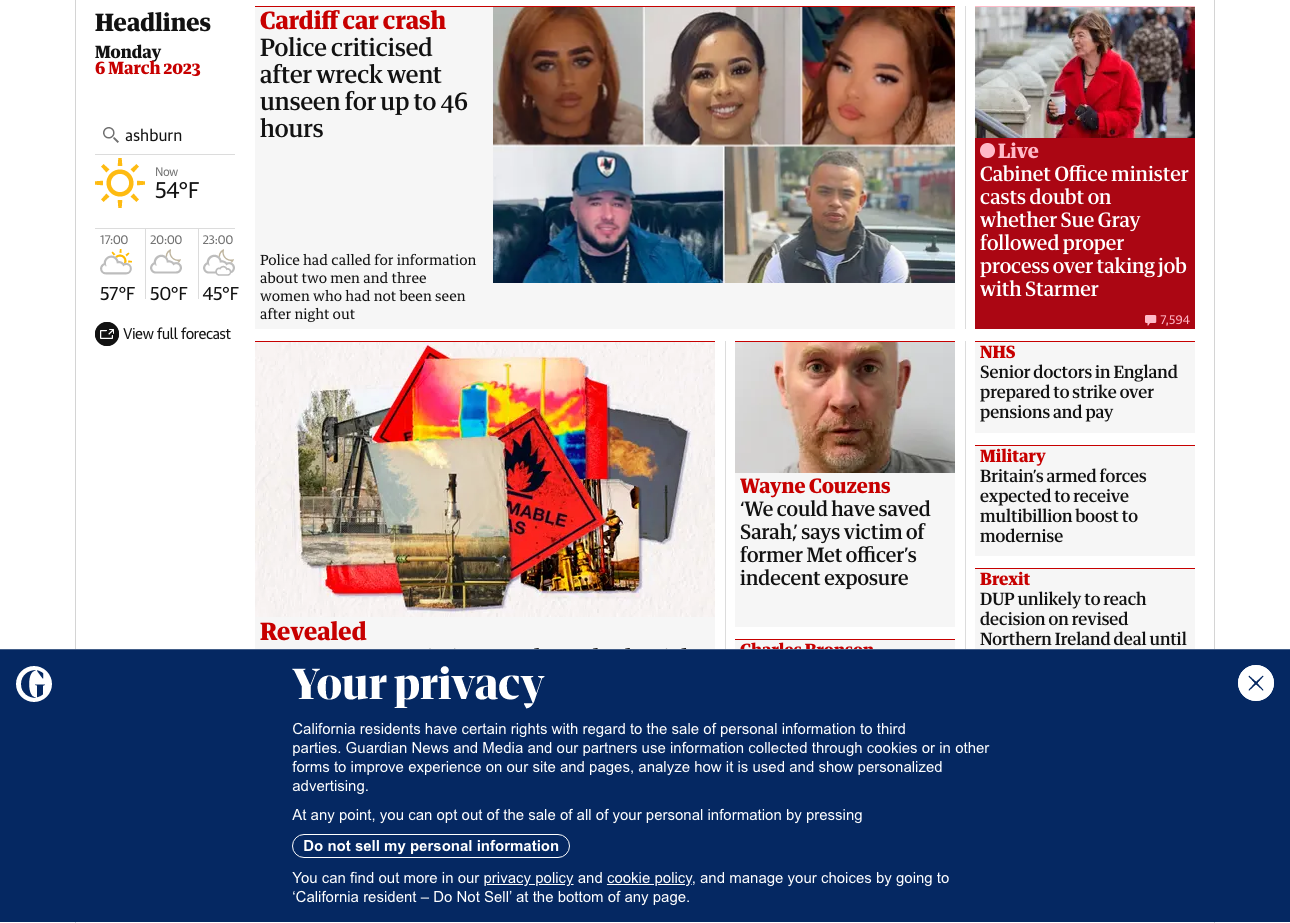 Headlines
Monday
6 March 2023
ashburn
Now
54°F
17:00
20:00
23:00
57°F
50°F
45°F
View full forecast
Cardiff car crash
Police criticised
after wreck went
unseen for up to 46
hours
Police had called for information
about two men and three
women who had not been seen
after night out
Live
Cabinet Office minister
casts doubt on
whether Sue Gray
followed proper
process over taking job
with Starmer
7,594
MABLE
AS
Revealed
Wayne Couzens
‘We could have saved
Sarah,’ says victim of
former Met officer’s
indecent exposure
Charles Bronson
NHS
Senior doctors in England
prepared to strike over
pensions and pay
Military
Britain’s armed forces
expected to receive
multibillion boost to
modernise
Brexit
DUP unlikely to reach
decision on revised
Northern Ireland deal until
Your privacy
California residents have certain rights with regard to the sale of personal information to third
parties. Guardian News and Media and our partners use information collected through cookies or in other
forms to improve experience on our site and pages, analyze how it is used and show personalized
advertising.
At any point, you can opt out of the sale of all of your personal information by pressing
Do not sell my personal information
You can find out more in our privacy policy and cookie policy, and manage your choices by going to
‘California resident – Do Not Sell’ at the bottom of any page.